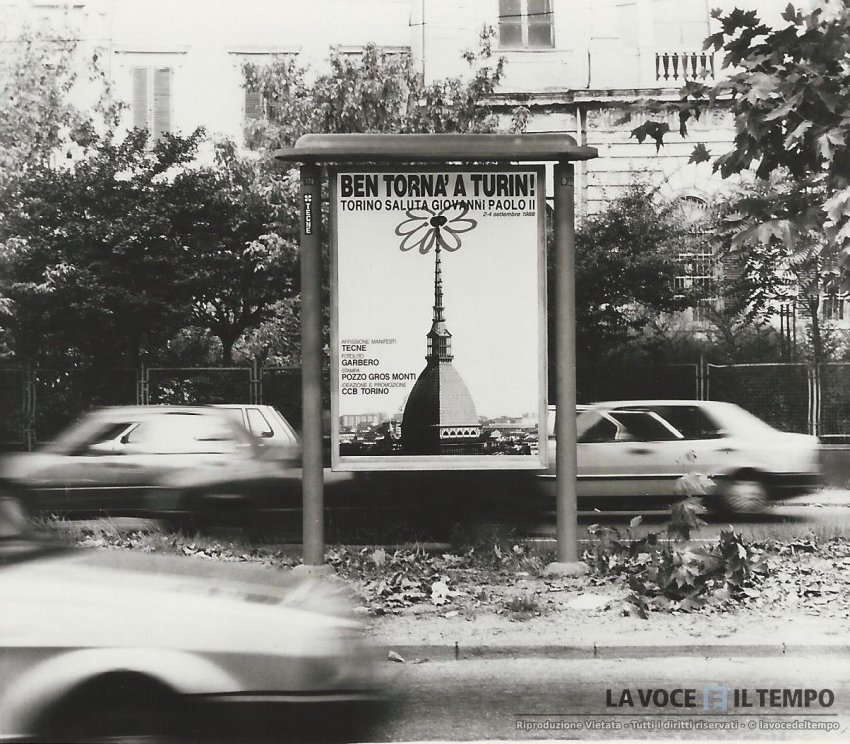 BEN TORNA' A TURIN!
TORINO SALUTA GIOVANNI PAOLO II
2-4 settembre 1988
TECNE
AFFISSIONE MANIFESTI
TECNE
FOTOLITO
GARBERO
STAMPA
POZZO GROS MONTI
IDEAZIONE E PROMOZIONE
CCB TORINO
LA VOCE E IL TEMPO
Riproduzione Vietata - Tutti i diritti riservati - © lavocedeltempo